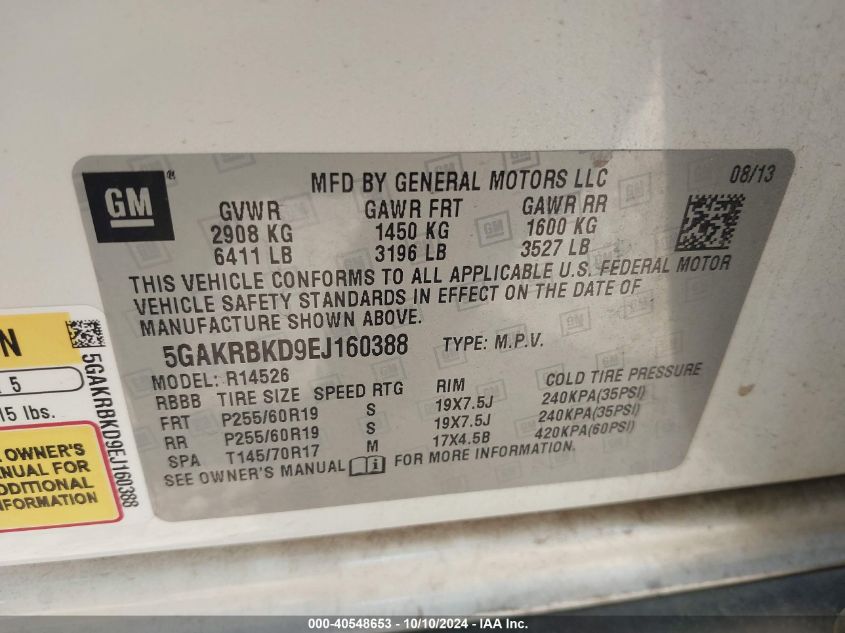 GM
®
MFD BY GENERAL MOTORS LLC
08/13
GVWR GAWR FRT GAWR RR
2908 KG 1450 KG 1600 KG
6411 LB 3196 LB 3527 LB
THIS VEHICLE CONFORMS TO ALL APPLICABLE U.S. FEDERAL MOTOR
VEHICLE SAFETY STANDARDS IN EFFECT ON THE DATE OF
MANUFACTURE SHOWN ABOVE.
5GAKRBKD9EJ160388 TYPE: M.P.V.
MODEL: R14526
RBBB TIRE SIZE SPEED RTG RIM COLD TIRE PRESSURE
FRT P255/60R19 S 19X7.5J 240KPA(35PSI)
RR P255/60R19 S 19X7.5J 240KPA(35PSI)
SPA T145/70R17 M 17X4.5B 420KPA(60PSI)
SEE OWNER'S MANUAL FOR MORE INFORMATION.
N
5
15 lbs.
OWNER'S
ANUAL FOR
DDITIONAL
NFORMATION
5GAKRBKD9EJ160388
000-40548653 - 10/10/2024 - IAA Inc.